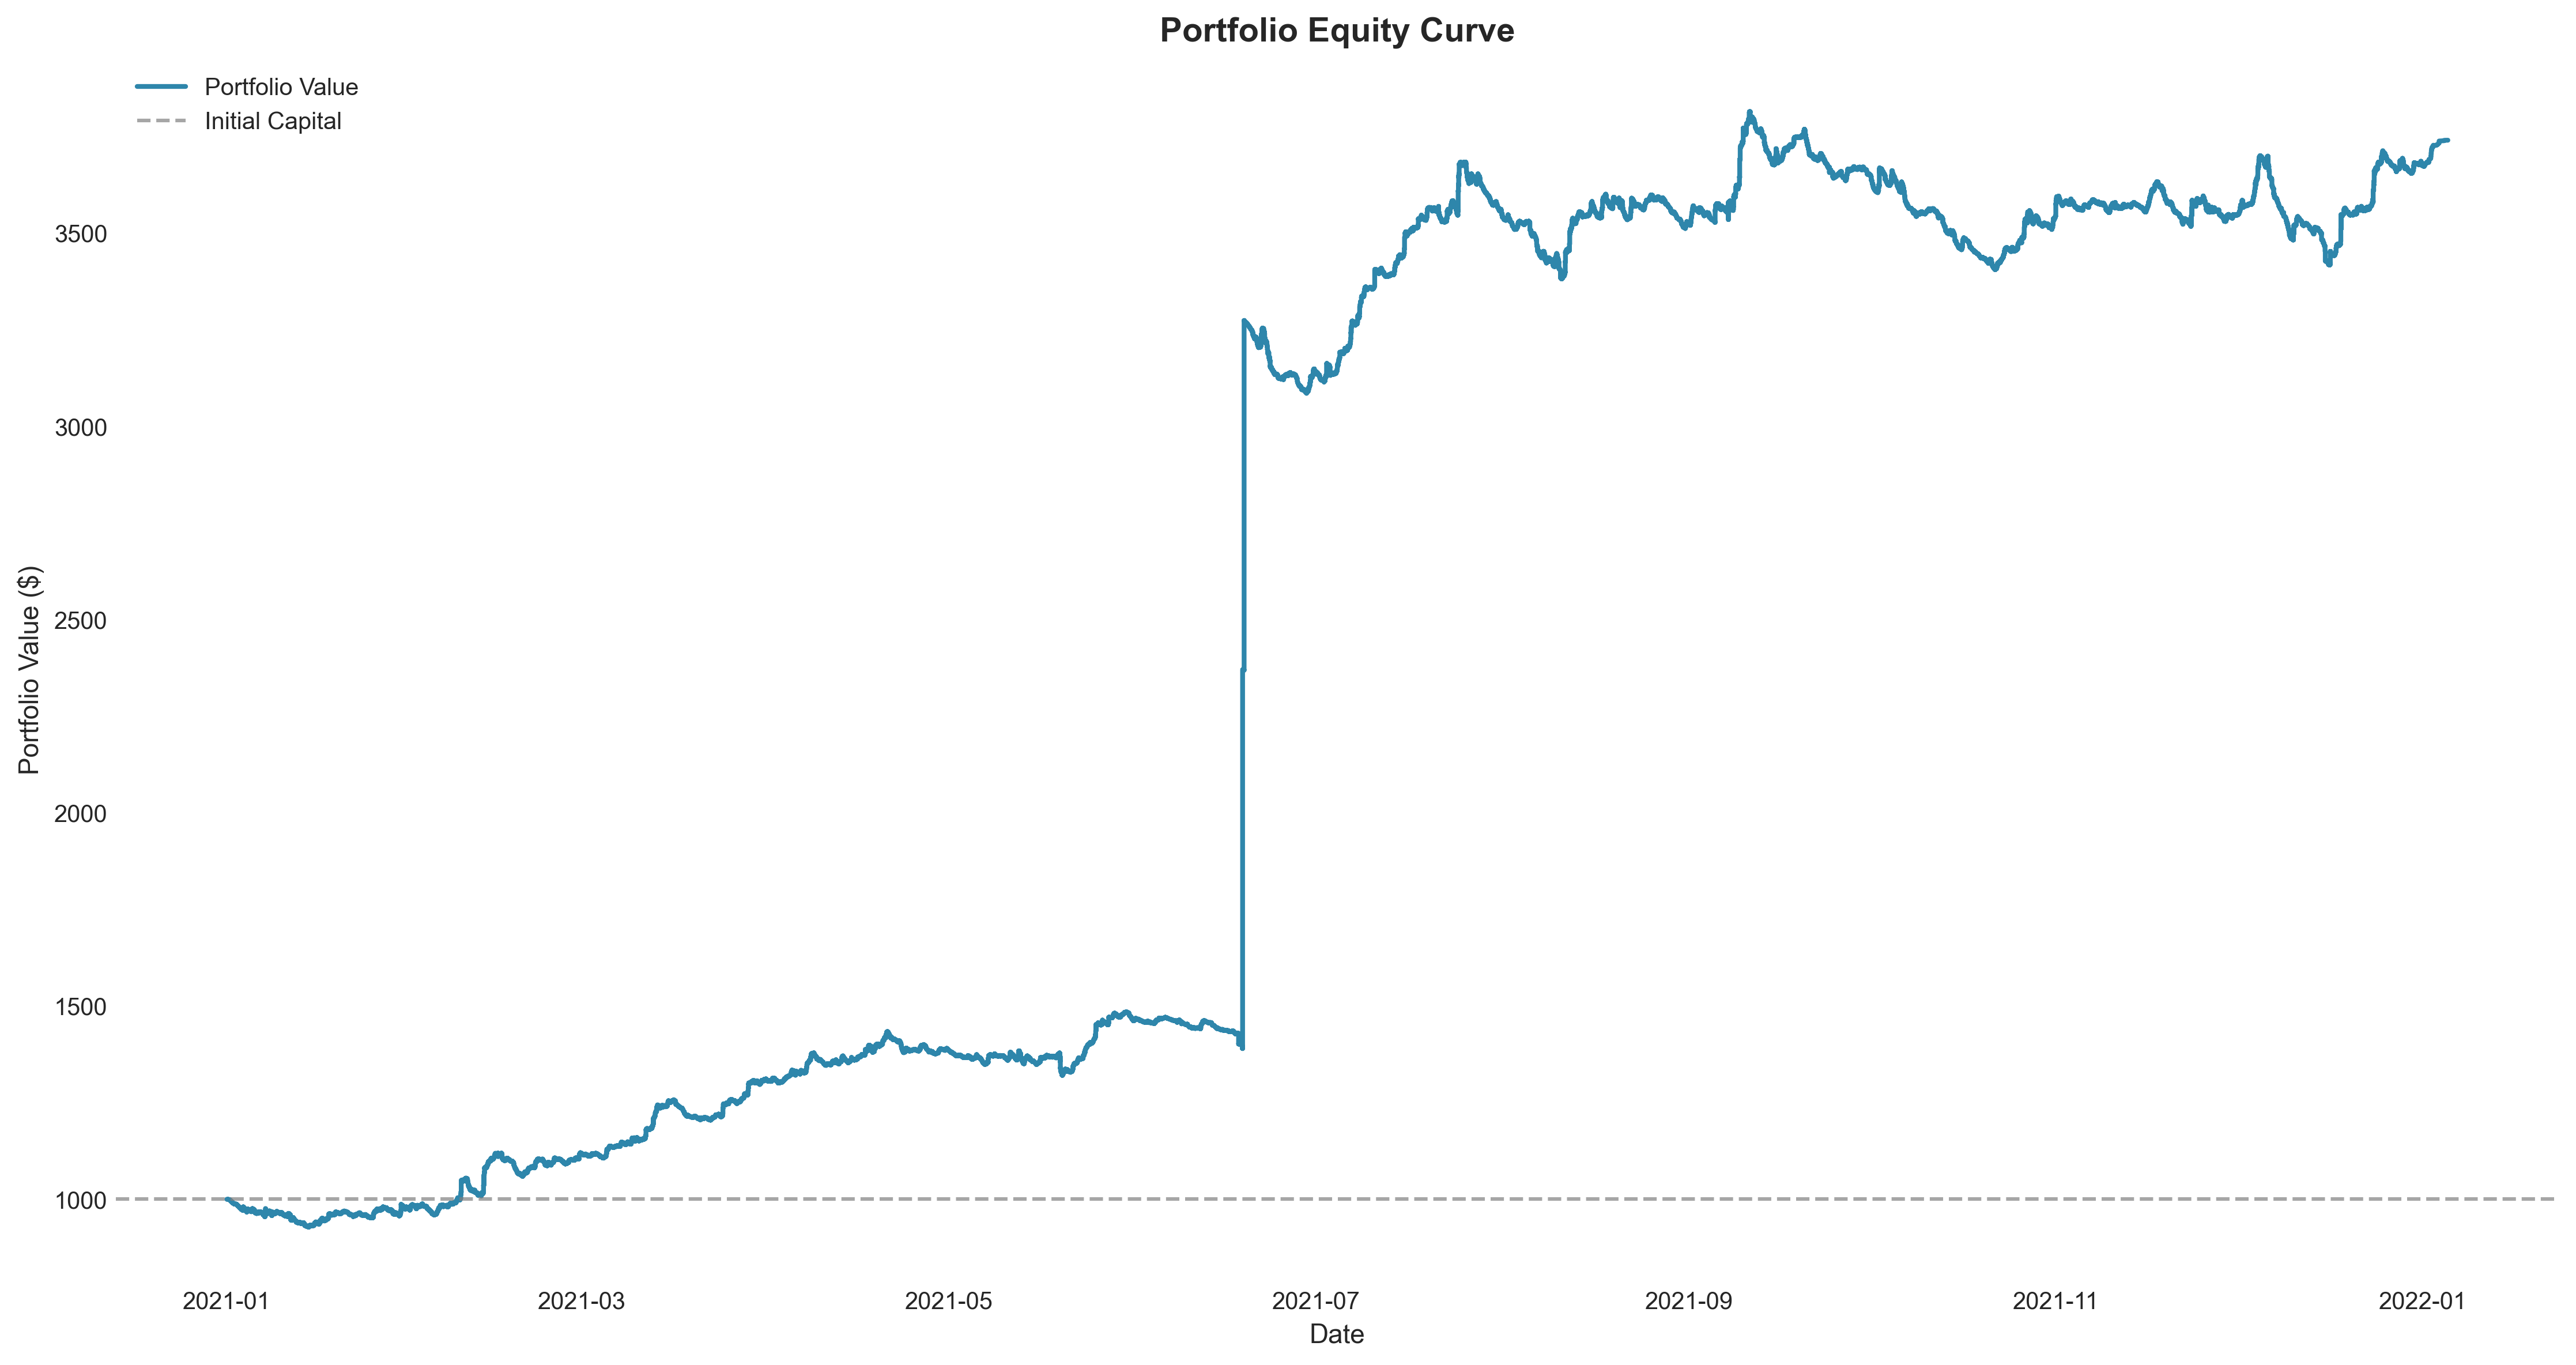 Portfolio Equity Curve
Portfolio Value
Initial Capital
Portfolio Value ($)
3500
3000
2500
2000
1500
1000
2021-01 2021-03 2021-05 2021-07 2021-09 2021-11 2022-01
Date